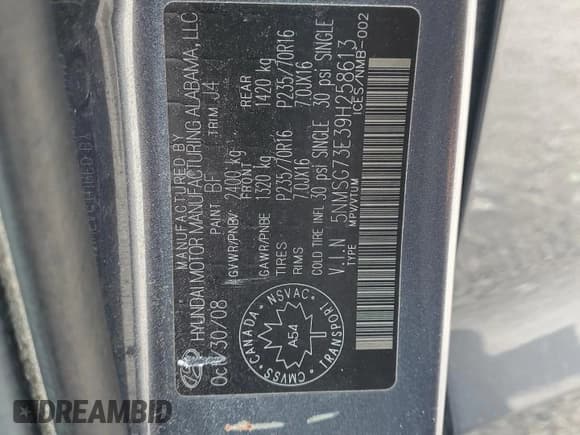 MANUFACTURED BY
HYUNDAI MOTOR MANUFACTURING ALABAMA, LLC
30/08 PAINT BF TRIM J4
GVWR/PNBV 2400 kg
FRONT REAR
GAWR/PNBE 1320 kg 1420 kg
TIRES P235/70R16 P235/70R16
RIMS 7.0JX16 7.0JX16
COLD TIRE INFL 30 psi SINGLE 30 psi SINGLE
V.I.N 5NMSG73E39H258613
TYPE MPV/VTUM ICES/NMB-002
CANADA · NSVAC · TRANSPORT · CMVSS
A54
DREAMBID